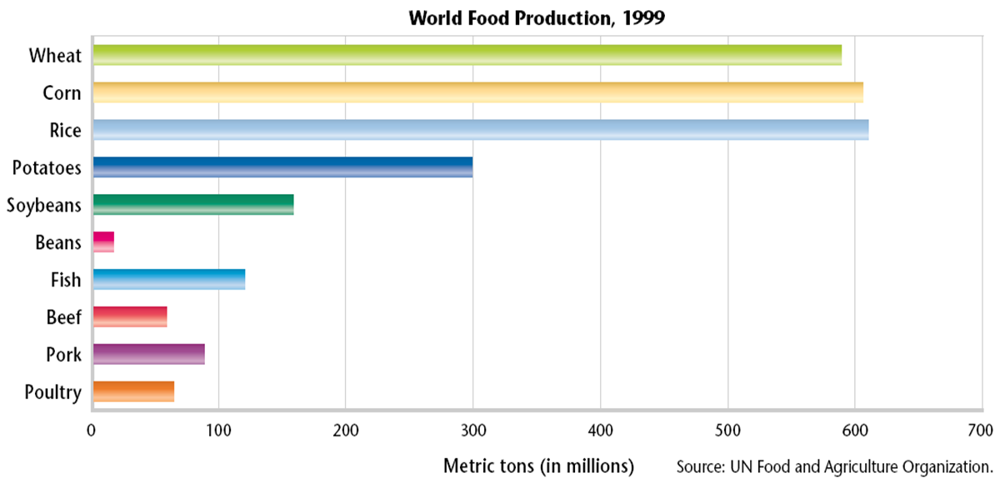 World Food Production, 1999
Wheat
Corn
Rice
Potatoes
Soybeans
Beans
Fish
Beef
Pork
Poultry
0 100 200 300 400 500 600 700
Metric tons (in millions) Source: UN Food and Agriculture Organization.